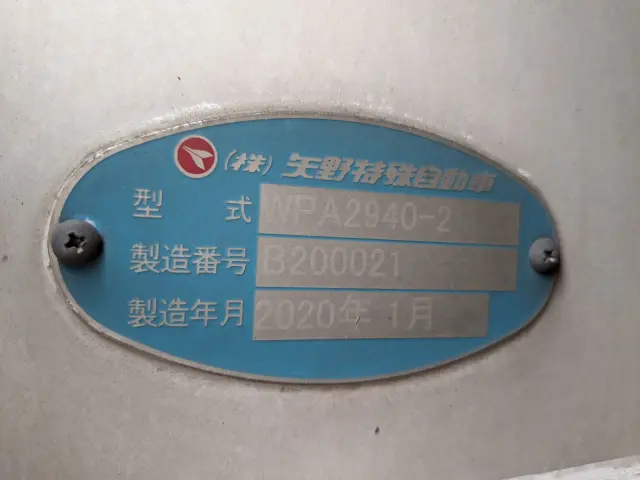 (株)矢野特殊自動車
型式 WPA2940-2
製造番号 B200021
製造年月 2020年 1月